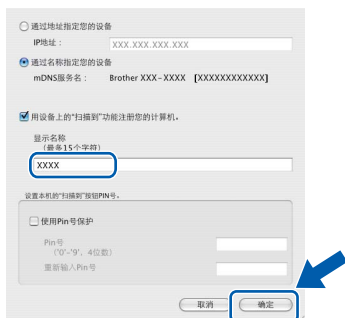 通过地址指定您的设备
IP地址： XXX.XXX.XXX.XXX
通过名称指定您的设备
mDNS服务名： Brother XXX-XXXX [XXXXXXXXXXXX]
用设备上的“扫描到”功能注册您的计算机。
显示名称
（最多15个字符）
XXXX
设置本机的“扫描到”按钮PIN号。
使用Pin号保护
Pin号
（'0'-'9'，4位数）
重新输入Pin号
取消 确定